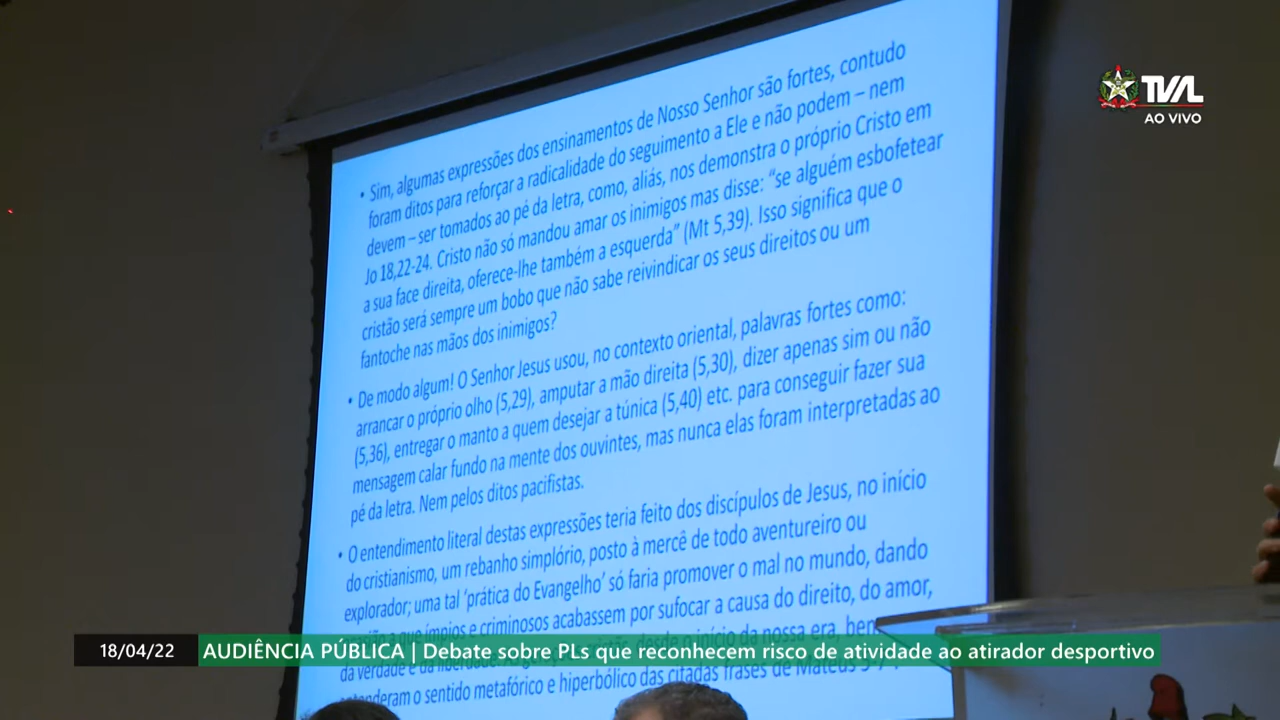 TVAL
AO VIVO
• Sim, algumas expressões dos ensinamentos de Nosso Senhor são fortes, contudo
foram ditos para reforçar a radicalidade do seguimento a Ele e não podem – nem
devem – ser tomados ao pé da letra, como, aliás, nos demonstra o próprio Cristo em
Jo 18,22-24. Cristo não só mandou amar os inimigos mas disse: "se alguém esbofetear
a sua face direita, oferece-lhe também a esquerda" (Mt 5,39). Isso significa que o
cristão será sempre um bobo que não sabe reivindicar os seus direitos ou um
fantoche nas mãos dos inimigos?
• De modo algum! O Senhor Jesus usou, no contexto oriental, palavras fortes como:
arrancar o próprio olho (5,29), amputar a mão direita (5,30), dizer apenas sim ou não
(5,36), entregar o manto a quem desejar a túnica (5,40) etc. para conseguir fazer sua
mensagem calar fundo na mente dos ouvintes, mas nunca elas foram interpretadas ao
pé da letra. Nem pelos ditos pacifistas.
• O entendimento literal destas expressões teria feito dos discípulos de Jesus, no início
do cristianismo, um rebanho simplório, posto à mercê de todo aventureiro ou
explorador; uma tal 'prática do Evangelho' só faria promover o mal no mundo, dando
a que ímpios e criminosos acabassem por sufocar a causa do direito, do amor,
da verdade e da liberdade. desde o início da nossa era, bem
o sentido metafórico e hiperbólico das citadas frases de Mateus 5-7
18/04/22 AUDIÊNCIA PÚBLICA | Debate sobre PLs que reconhecem risco de atividade ao atirador desportivo